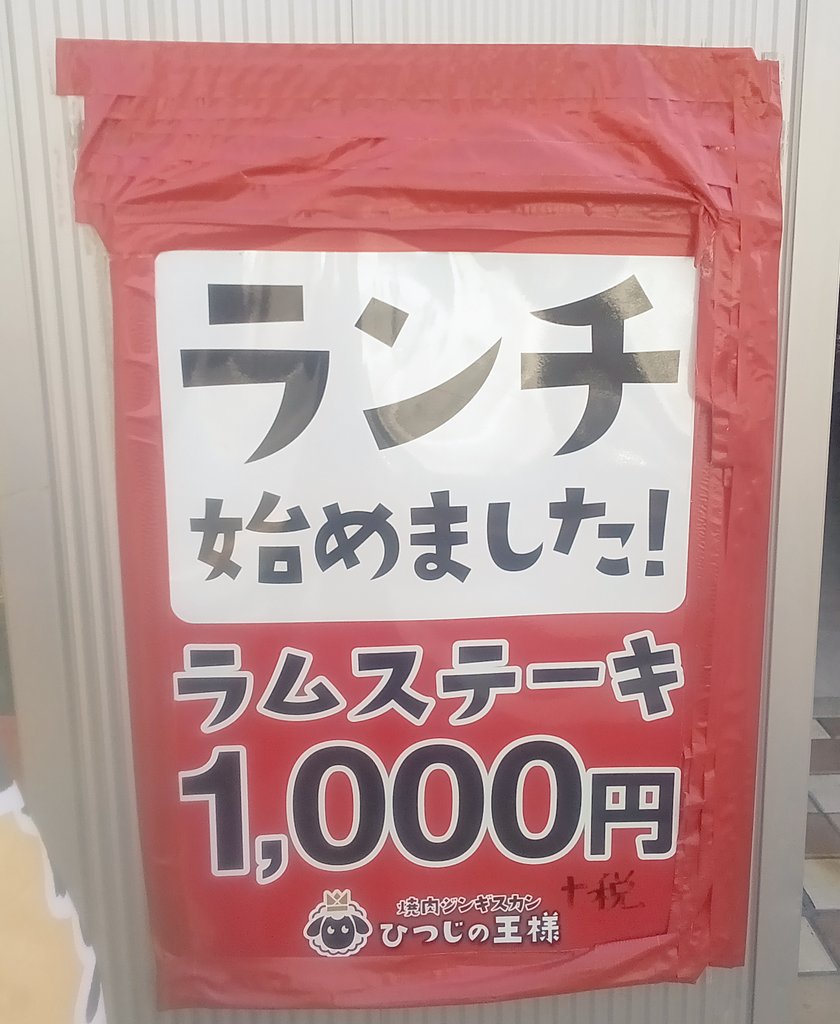 ランチ
始めました!
ラムステーキ
1,000円
+税
焼肉ジンギスカン
ひつじの王様